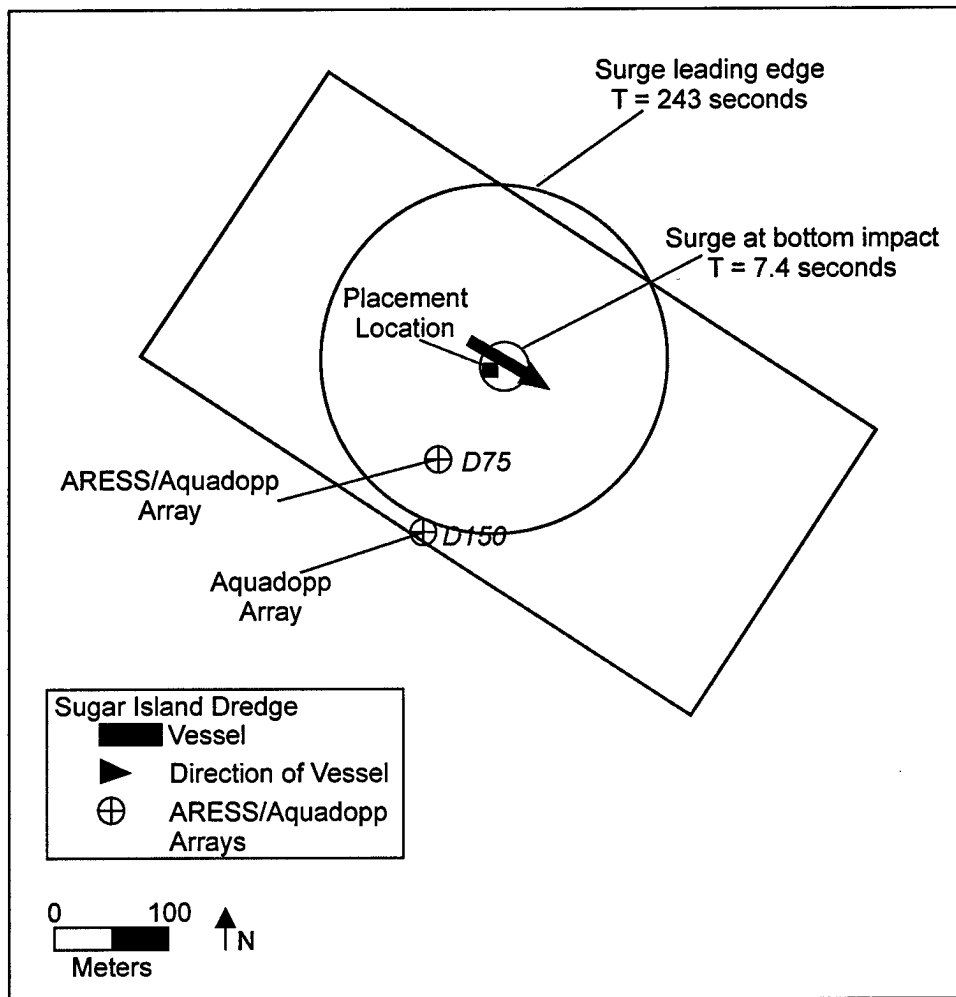 Surge leading edge
T = 243 seconds
Surge at bottom impact
T = 7.4 seconds
Placement
Location
D75
ARESS/Aquadopp
Array
D150
Aquadopp
Array
Sugar Island Dredge
Vessel
Direction of Vessel
ARESS/Aquadopp
Arrays
0 100
N
Meters